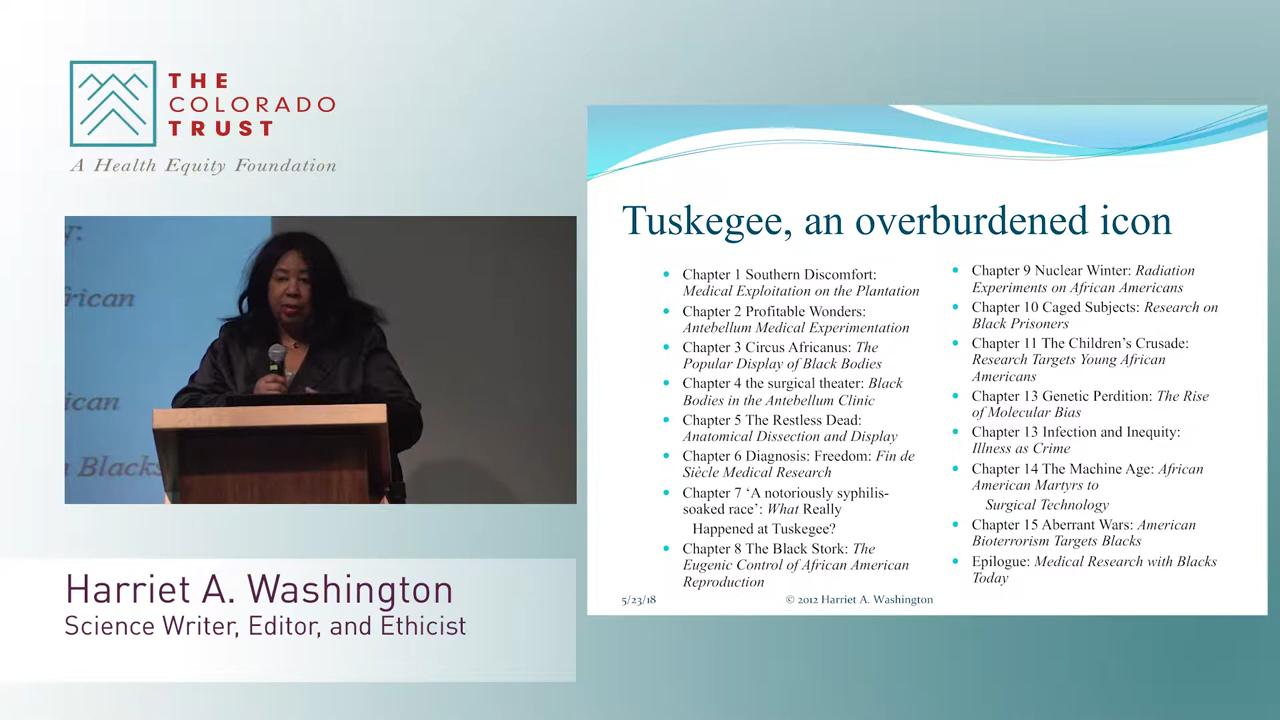 THE
COLORADO
TRUST
A Health Equity Foundation
frican
ican
Blacks
Harriet A. Washington
Science Writer, Editor, and Ethicist
Tuskegee, an overburdened icon
• Chapter 1 Southern Discomfort:
Medical Exploitation on the Plantation
• Chapter 2 Profitable Wonders:
Antebellum Medical Experimentation
• Chapter 3 Circus Africanus: The
Popular Display of Black Bodies
• Chapter 4 the surgical theater: Black
Bodies in the Antebellum Clinic
• Chapter 5 The Restless Dead:
Anatomical Dissection and Display
• Chapter 6 Diagnosis: Freedom: Fin de
Siècle Medical Research
• Chapter 7 ‘A notoriously syphilis-
soaked race’: What Really
Happened at Tuskegee?
• Chapter 8 The Black Stork: The
Eugenic Control of African American
Reproduction
• Chapter 9 Nuclear Winter: Radiation
Experiments on African Americans
• Chapter 10 Caged Subjects: Research on
Black Prisoners
• Chapter 11 The Children’s Crusade:
Research Targets Young African
Americans
• Chapter 13 Genetic Perdition: The Rise
of Molecular Bias
• Chapter 13 Infection and Inequity:
Illness as Crime
• Chapter 14 The Machine Age: African
American Martyrs to
Surgical Technology
• Chapter 15 Aberrant Wars: American
Bioterrorism Targets Blacks
• Epilogue: Medical Research with Blacks
Today
5/23/18
© 2012 Harriet A. Washington